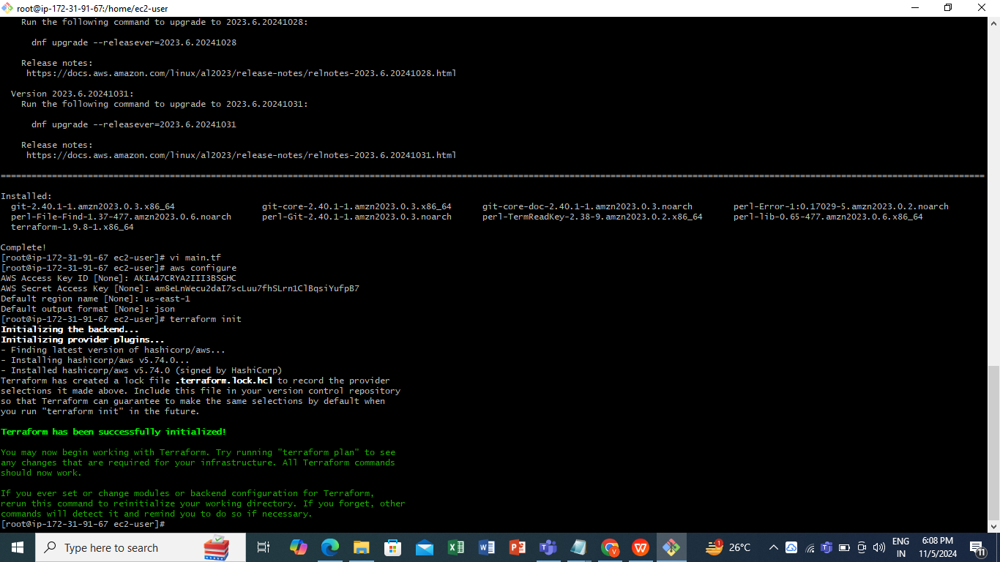 root@ip-172-31-91-67:/home/ec2-user
Run the following command to upgrade to 2023.6.20241028:
dnf upgrade --releasever=2023.6.20241028
Release notes:
https://docs.aws.amazon.com/linux/al2023/release-notes/relnotes-2023.6.20241028.html
Version 2023.6.20241031:
Run the following command to upgrade to 2023.6.20241031:
dnf upgrade --releasever=2023.6.20241031
Release notes:
https://docs.aws.amazon.com/linux/al2023/release-notes/relnotes-2023.6.20241031.html
================================================================================
Installed:
git-2.40.1-1.amzn2023.0.3.x86_64 git-core-2.40.1-1.amzn2023.0.3.x86_64 git-core-doc-2.40.1-1.amzn2023.0.3.noarch perl-Error-1:0.17029-5.amzn2023.0.2.noarch
perl-File-Find-1.37-477.amzn2023.0.6.noarch perl-Git-2.40.1-1.amzn2023.0.3.noarch perl-TermReadKey-2.38-9.amzn2023.0.2.x86_64 perl-lib-0.65-477.amzn2023.0.6.x86_64
terraform-1.9.8-1.x86_64
Complete!
[root@ip-172-31-91-67 ec2-user]# vi main.tf
[root@ip-172-31-91-67 ec2-user]# aws configure
AWS Access Key ID [None]: AKIA47CRYA2III3BSGHC
AWS Secret Access Key [None]: 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
Default region name [None]: us-east-1
Default output format [None]: json
[root@ip-172-31-91-67 ec2-user]# terraform init
Initializing the backend...
Initializing provider plugins...
- Finding latest version of hashicorp/aws...
- Installing hashicorp/aws v5.74.0...
- Installed hashicorp/aws v5.74.0 (signed by HashiCorp)
Terraform has created a lock file .terraform.lock.hcl to record the provider
selections it made above. Include this file in your version control repository
so that Terraform can guarantee to make the same selections by default when
you run "terraform init" in the future.
Terraform has been successfully initialized!
You may now begin working with Terraform. Try running "terraform plan" to see
any changes that are required for your infrastructure. All Terraform commands
should now work.
If you ever set or change modules or backend configuration for Terraform,
rerun this command to reinitialize your working directory. If you forget, other
commands will detect it and remind you to do so if necessary.
[root@ip-172-31-91-67 ec2-user]#
Type here to search
26°C
ENG
IN
6:08 PM
11/5/2024
11